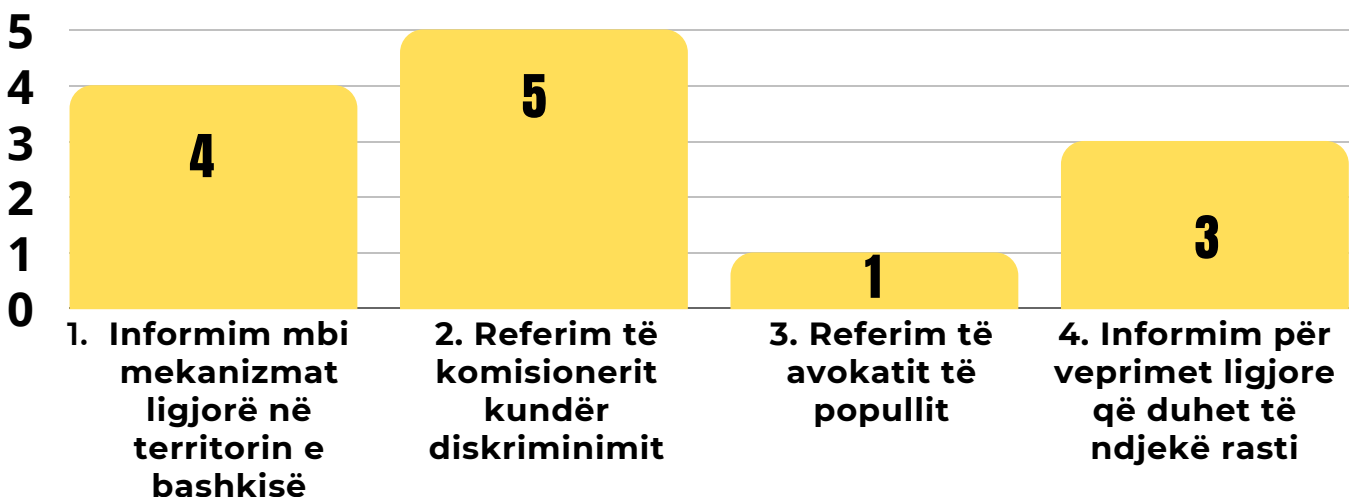 5
4
3
2
1
0
4
5
1
3
1. Informim mbi
mekanizmat
ligjorë në
territorin e
bashkisë
2. Referim të
komisionerit
kundër
diskriminimit
3. Referim të
avokatit të
popullit
4. Informim për
veprimet ligjore
që duhet të
ndjekë rasti